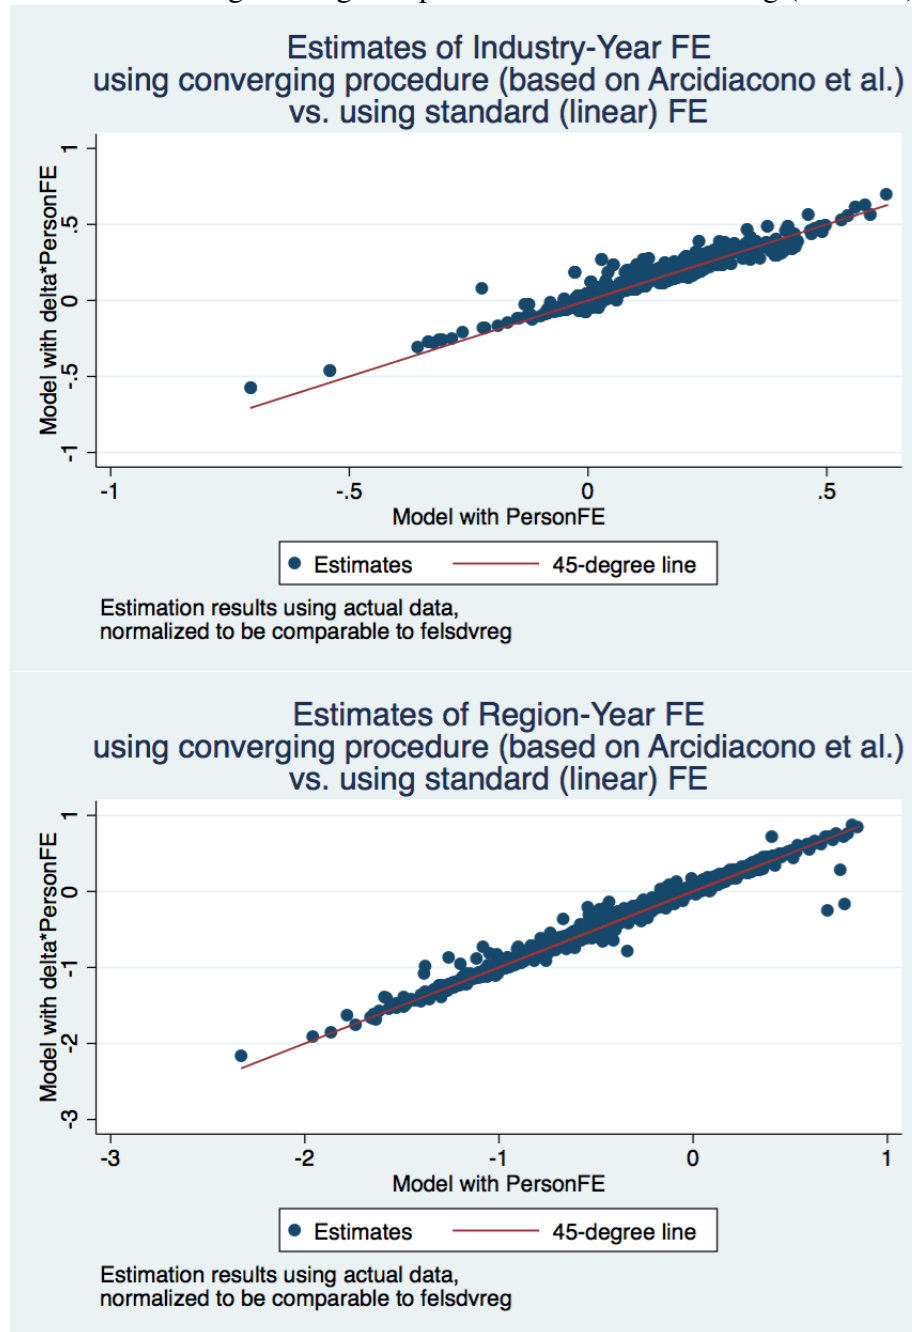 Estimates of Industry-Year FE
using converging procedure (based on Arcidiacono et al.)
vs. using standard (linear) FE
Model with delta*PersonFE
1
.5
0
-.5
-1
-1
-.5
0
.5
Model with PersonFE
Estimates
45-degree line
Estimation results using actual data,
normalized to be comparable to felsdvreg
Estimates of Region-Year FE
using converging procedure (based on Arcidiacono et al.)
vs. using standard (linear) FE
Model with delta*PersonFE
1
0
-1
-2
-3
-3
-2
-1
0
1
Model with PersonFE
Estimates
45-degree line
Estimation results using actual data,
normalized to be comparable to felsdvreg